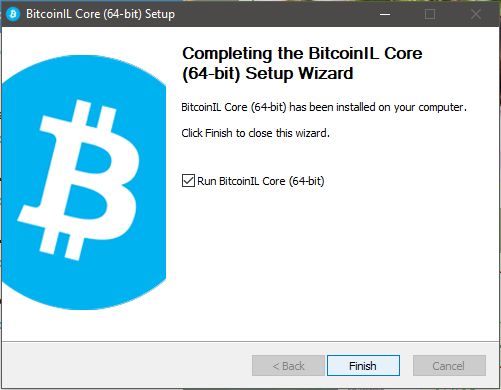 BitcoinIL Core (64-bit) Setup
Completing the BitcoinIL Core
(64-bit) Setup Wizard
BitcoinIL Core (64-bit) has been installed on your computer.
Click Finish to close this wizard.
Run BitcoinIL Core (64-bit)
< Back
Finish
Cancel